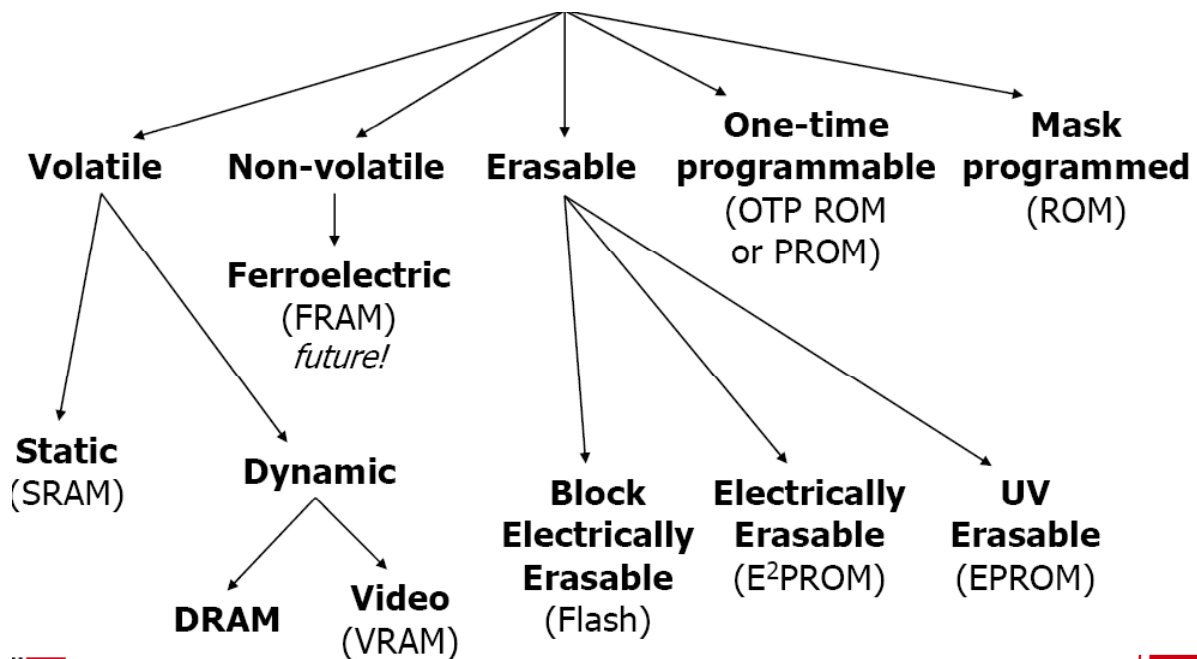 Volatile
Non-volatile
Erasable
One-time
programmable
(OTP ROM
or PROM)
Mask
programmed
(ROM)
Ferroelectric
(FRAM)
future!
Static
(SRAM)
Dynamic
DRAM
Video
(VRAM)
Block
Electrically
Erasable
(Flash)
Electrically
Erasable
(E²PROM)
UV
Erasable
(EPROM)